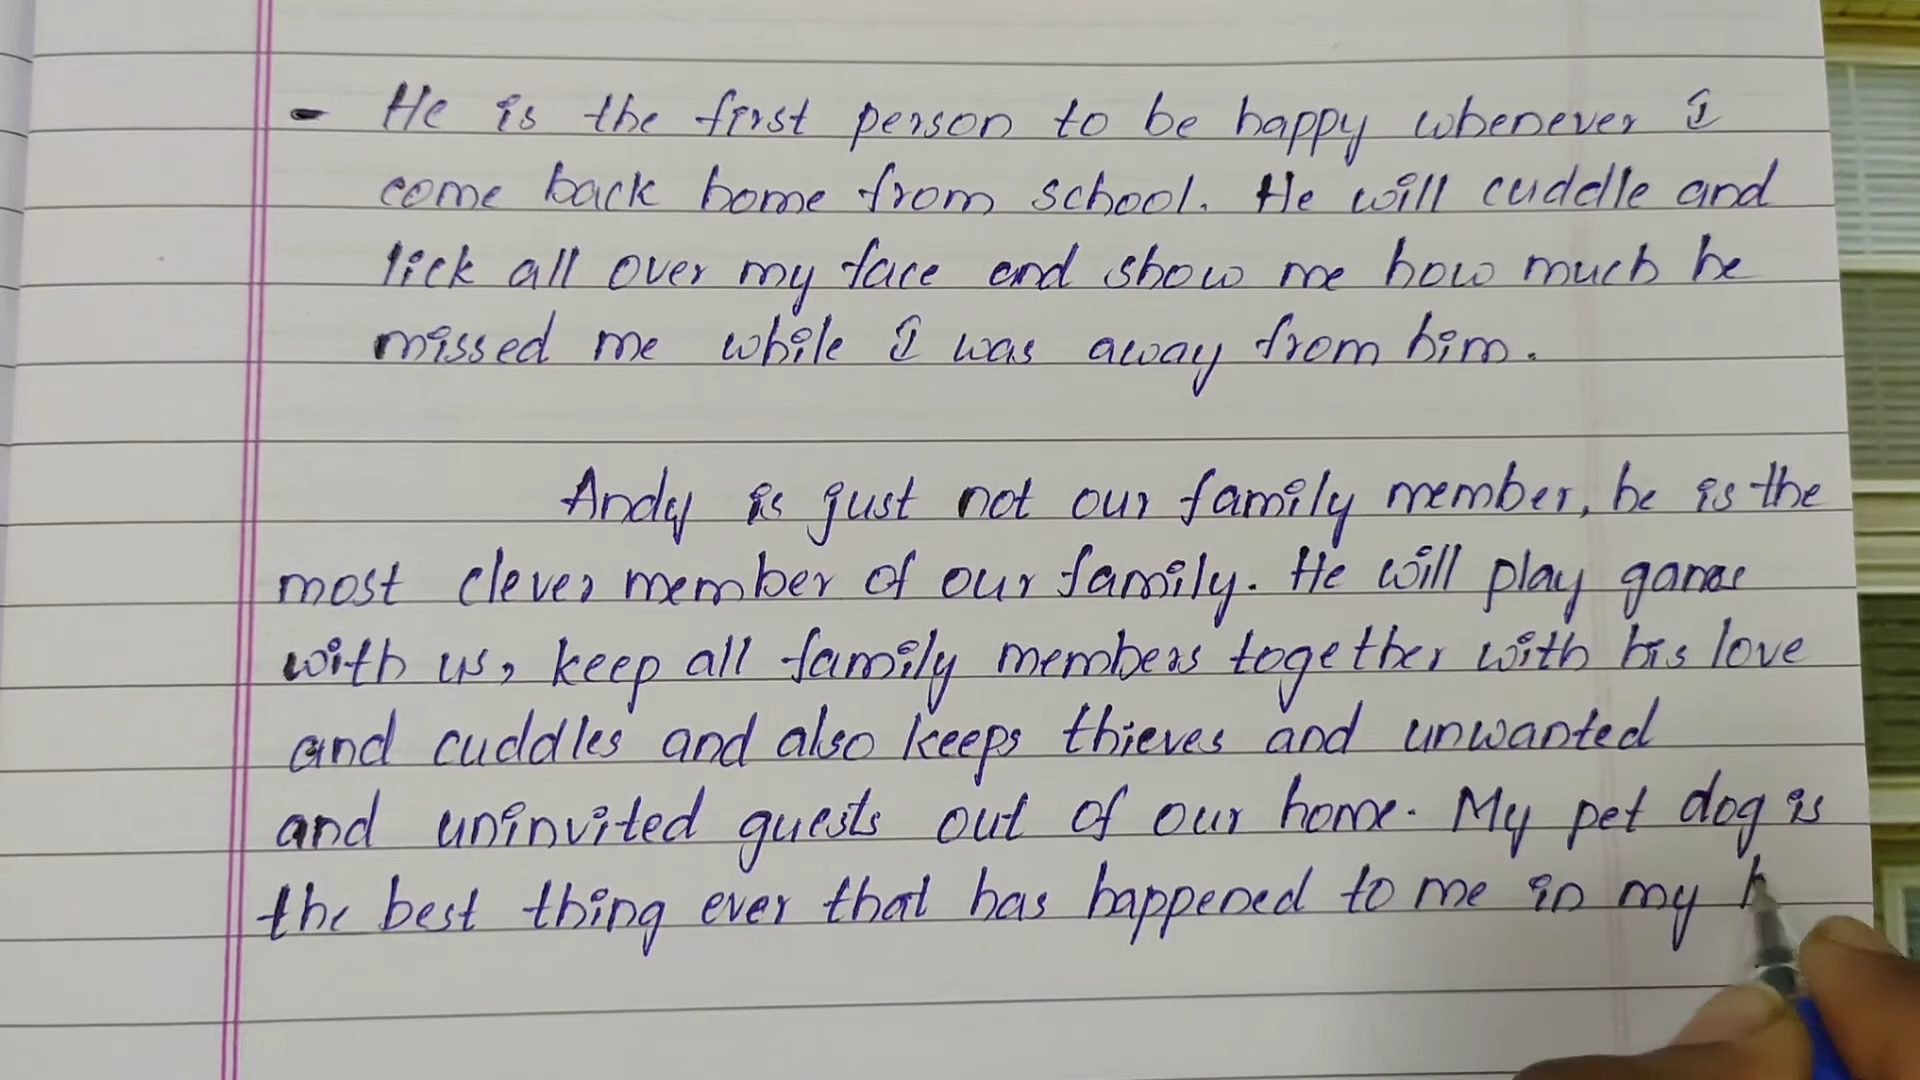 - He is the first person to be happy whenever I
come back home from school. He will cuddle and
lick all over my face and show me how much he
missed me while I was away from him.
Andy is just not our family member, he is the
most clever member of our family. He will play games
with us, keep all family members together with his love
and cuddles and also keeps thieves and unwanted
and uninvited guests out of our home. My pet dog is
the best thing ever that has happened to me in my